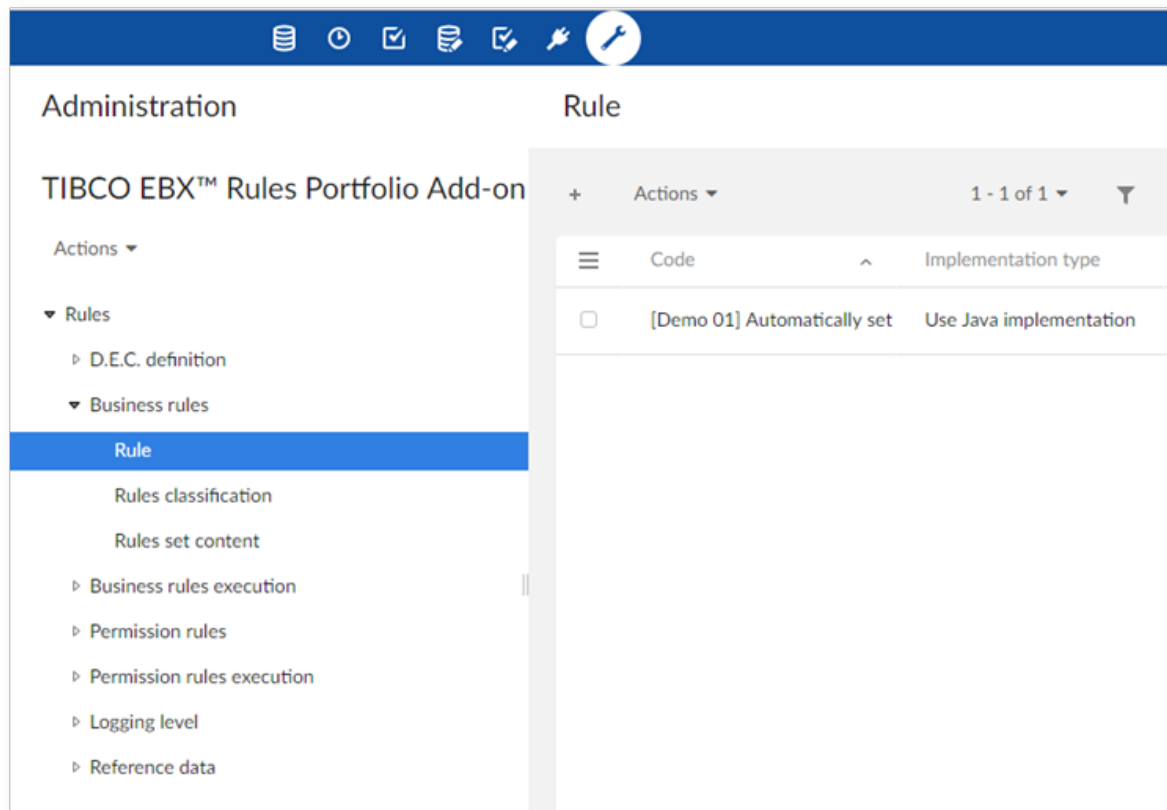 Administration
Rule
TIBCO EBX™ Rules Portfolio Add-on
Actions
Rules
D.E.C. definition
Business rules
Rule
Rules classification
Rules set content
Business rules execution
Permission rules
Permission rules execution
Logging level
Reference data
+ Actions 1 - 1 of 1
Code Implementation type
[Demo 01] Automatically set Use Java implementation